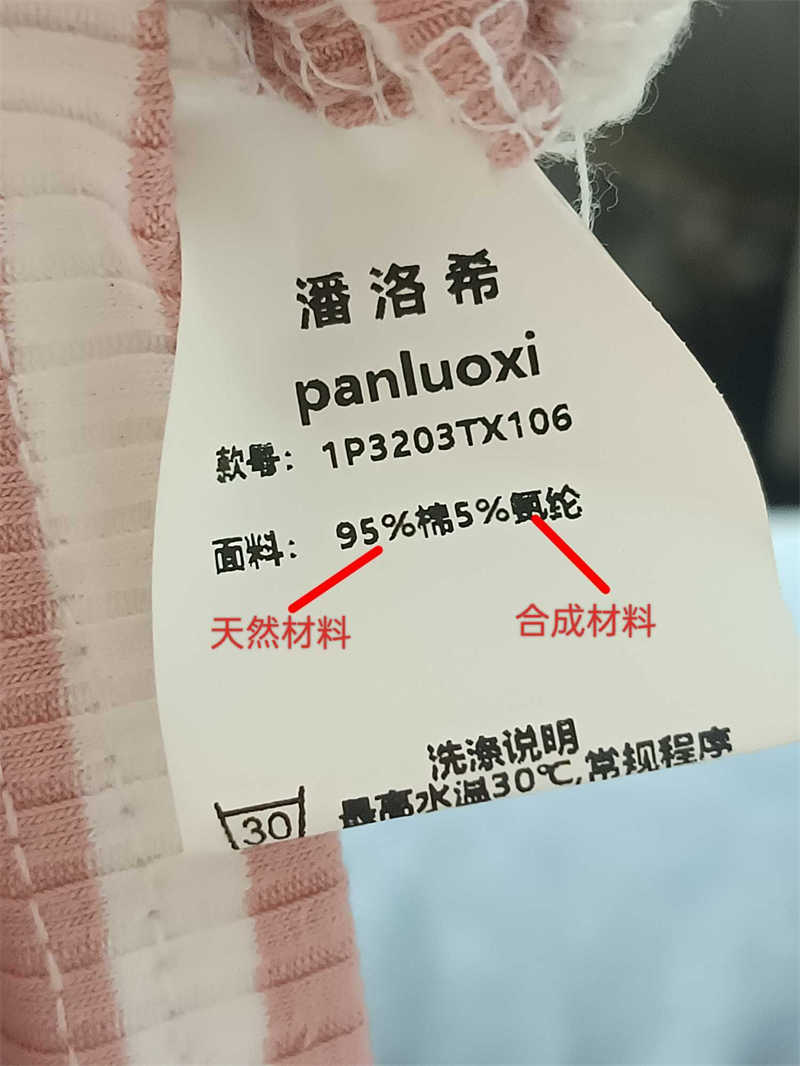 潘洛希
panluoxi
款号: 1P3203TX106
面料: 95%棉5%氨纶
天然材料
合成材料
洗涤说明
30
最高水温30℃,常规程序